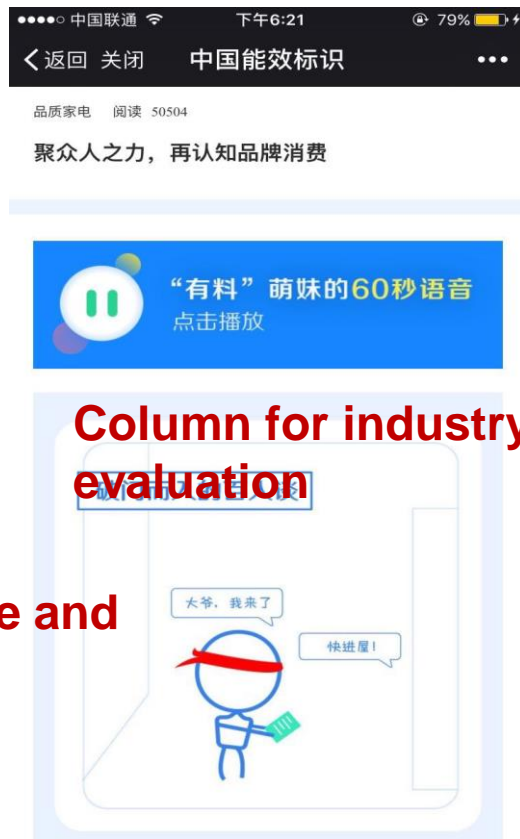 中国联通 下午6:21 79%
返回 关闭 中国能效标识
品质家电 阅读 50504
聚众人之力，再认知品牌消费
“有料”萌妹的60秒语音
点击播放
Column for industry
evaluation
e and
大爷，我来了
快进屋！